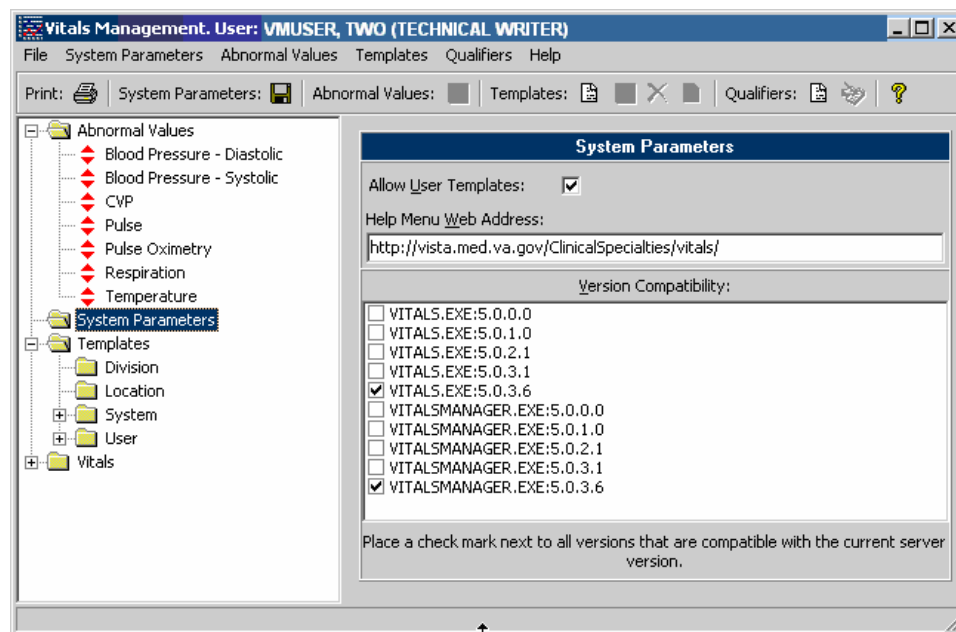 Vitals Management. User: VMUSER, TWO (TECHNICAL WRITER)
File System Parameters Abnormal Values Templates Qualifiers Help
Print: System Parameters: Abnormal Values: Templates: Qualifiers:
Abnormal Values
Blood Pressure - Diastolic
Blood Pressure - Systolic
CVP
Pulse
Pulse Oximetry
Respiration
Temperature
System Parameters
Templates
Division
Location
System
User
Vitals
System Parameters
Allow User Templates:
Help Menu Web Address:
http://vista.med.va.gov/ClinicalSpecialties/vitals/
Version Compatibility:
VITALS.EXE:5.0.0.0
VITALS.EXE:5.0.1.0
VITALS.EXE:5.0.2.1
VITALS.EXE:5.0.3.1
VITALS.EXE:5.0.3.6
VITALSMANAGER.EXE:5.0.0.0
VITALSMANAGER.EXE:5.0.1.0
VITALSMANAGER.EXE:5.0.2.1
VITALSMANAGER.EXE:5.0.3.1
VITALSMANAGER.EXE:5.0.3.6
Place a check mark next to all versions that are compatible with the current server
version.